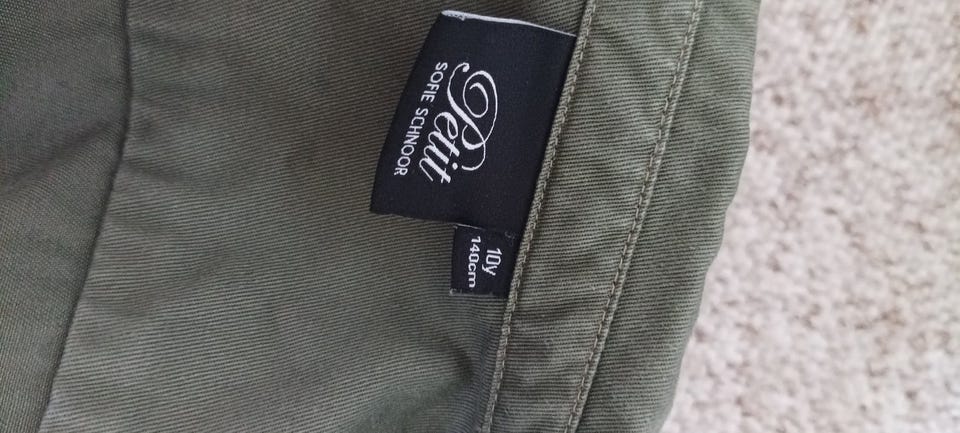 Petit
SOFIE SCHNOOR
10y
140cm